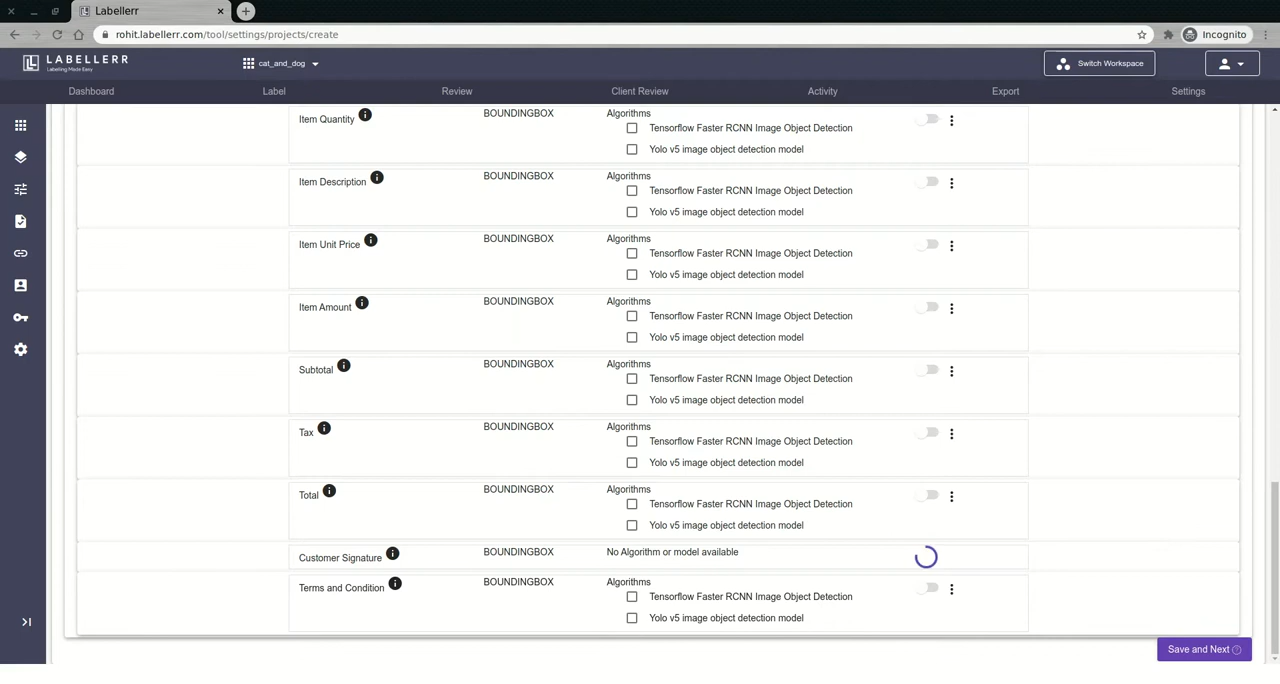 Labellerr
rohit.labellerr.com/tool/settings/projects/create
Incognito
LABELLERR
Labelling Made Easy
cat_and_dog
Switch Workspace
Dashboard Label Review Client Review Activity Export Settings
Item Quantity BOUNDINGBOX Algorithms
Tensorflow Faster RCNN Image Object Detection
Yolo v5 image object detection model
Item Description BOUNDINGBOX Algorithms
Tensorflow Faster RCNN Image Object Detection
Yolo v5 image object detection model
Item Unit Price BOUNDINGBOX Algorithms
Tensorflow Faster RCNN Image Object Detection
Yolo v5 image object detection model
Item Amount BOUNDINGBOX Algorithms
Tensorflow Faster RCNN Image Object Detection
Yolo v5 image object detection model
Subtotal BOUNDINGBOX Algorithms
Tensorflow Faster RCNN Image Object Detection
Yolo v5 image object detection model
Tax BOUNDINGBOX Algorithms
Tensorflow Faster RCNN Image Object Detection
Yolo v5 image object detection model
Total BOUNDINGBOX Algorithms
Tensorflow Faster RCNN Image Object Detection
Yolo v5 image object detection model
Customer Signature BOUNDINGBOX No Algorithm or model available
Terms and Condition BOUNDINGBOX Algorithms
Tensorflow Faster RCNN Image Object Detection
Yolo v5 image object detection model
Save and Next